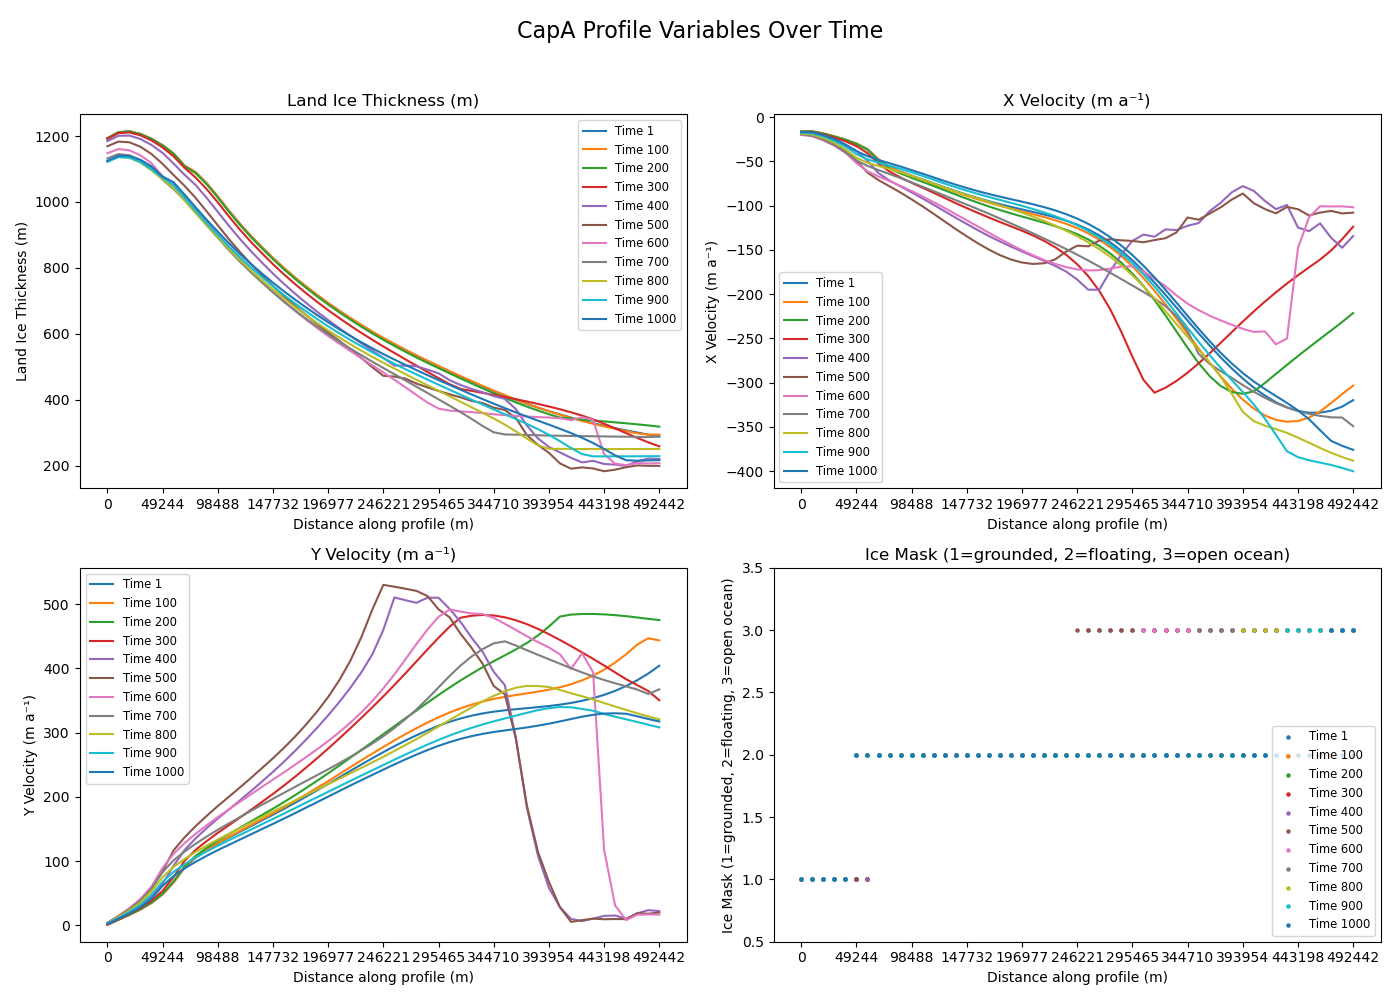 CapA Profile Variables Over Time
Land Ice Thickness (m)
Land Ice Thickness (m)
1200
1000
800
600
400
200
Time 1
Time 100
Time 200
Time 300
Time 400
Time 500
Time 600
Time 700
Time 800
Time 900
Time 1000
0 49244 98488 147732 196977 246221 295465 344710 393954 443198 492442
Distance along profile (m)
X Velocity (m a⁻¹)
X Velocity (m a⁻¹)
0
−50
−100
−150
−200
−250
−300
−350
−400
Time 1
Time 100
Time 200
Time 300
Time 400
Time 500
Time 600
Time 700
Time 800
Time 900
Time 1000
0 49244 98488 147732 196977 246221 295465 344710 393954 443198 492442
Distance along profile (m)
Y Velocity (m a⁻¹)
Y Velocity (m a⁻¹)
500
400
300
200
100
0
Time 1
Time 100
Time 200
Time 300
Time 400
Time 500
Time 600
Time 700
Time 800
Time 900
Time 1000
0 49244 98488 147732 196977 246221 295465 344710 393954 443198 492442
Distance along profile (m)
Ice Mask (1=grounded, 2=floating, 3=open ocean)
Ice Mask (1=grounded, 2=floating, 3=open ocean)
3.5
3.0
2.5
2.0
1.5
1.0
0.5
Time 1
Time 100
Time 200
Time 300
Time 400
Time 500
Time 600
Time 700
Time 800
Time 900
Time 1000
0 49244 98488 147732 196977 246221 295465 344710 393954 443198 492442
Distance along profile (m)